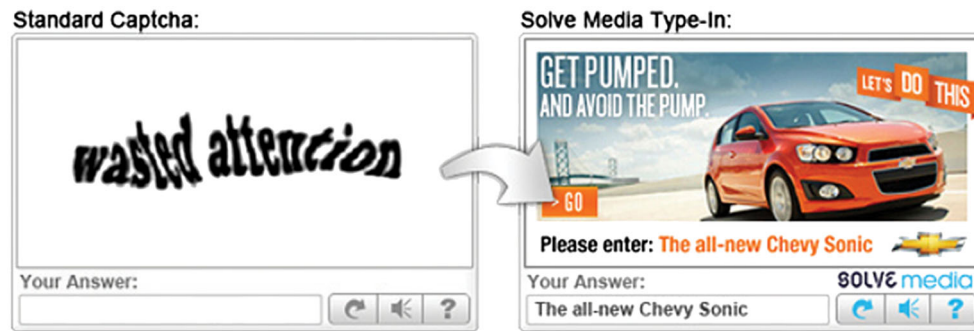 Standard Captcha:
wasted attention
Your Answer:
?
Solve Media Type-In:
GET PUMPED.
AND AVOID THE PUMP.
LET'S DO THIS
> GO
Please enter: The all-new Chevy Sonic
Your Answer:
SOLVE media
The all-new Chevy Sonic
?